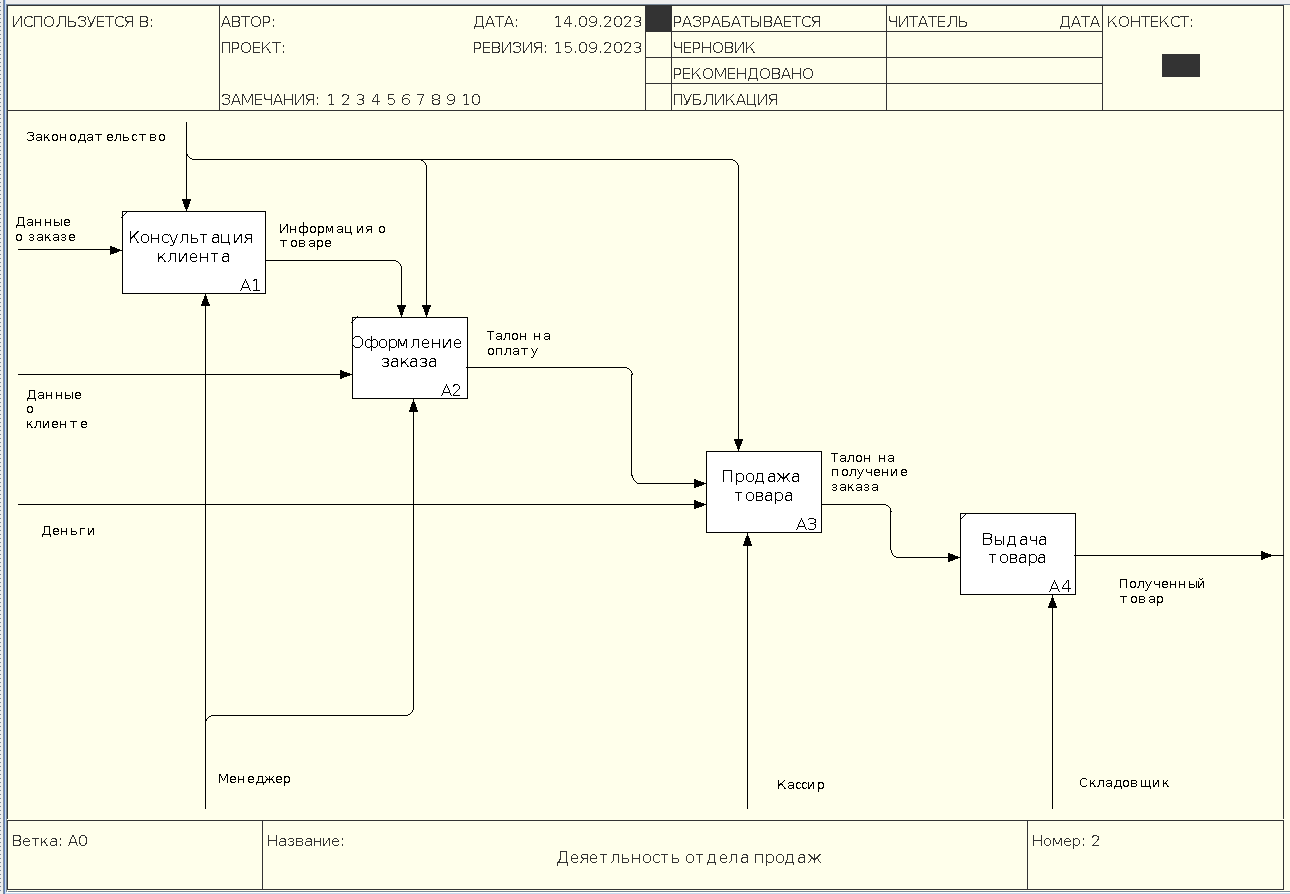 ИСПОЛЬЗУЕТСЯ В:
АВТОР:
ДАТА: 14.09.2023
РАЗРАБАТЫВАЕТСЯ
ЧИТАТЕЛЬ
ДАТА
КОНТЕКСТ:
ПРОЕКТ:
РЕВИЗИЯ: 15.09.2023
ЧЕРНОВИК
РЕКОМЕНДОВАНО
ЗАМЕЧАНИЯ: 1 2 3 4 5 6 7 8 9 10
ПУБЛИКАЦИЯ
Законодательство
Данные
о заказе
Консультация
клиента
A1
Информация о
товаре
Оформление
заказа
A2
Талон на
оплату
Данные
о
клиенте
Деньги
Продажа
товара
A3
Талон на
получение
заказа
Выдача
товара
A4
Полученный
товар
Менеджер
Кассир
Складовщик
Ветка: A0
Название:
Деяетльность отдела продаж
Номер: 2